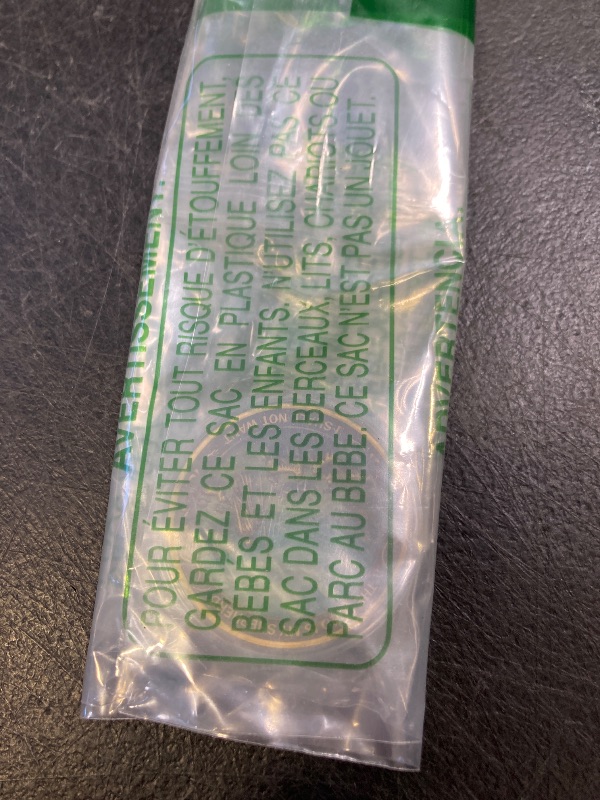 AVERTISSEMENT:
POUR ÉVITER TOUT RISQUE D'ÉTOUFFEMENT,
GARDEZ CE SAC EN PLASTIQUE LOIN DES
BEBES ET LES ENFANTS. N'UTILISEZ PAS CE
SAC DANS LES BERCEAUX, LITS, CHARIOTS OU
PARC AU BEBE. CE SAC N'EST PAS UN JOUET.